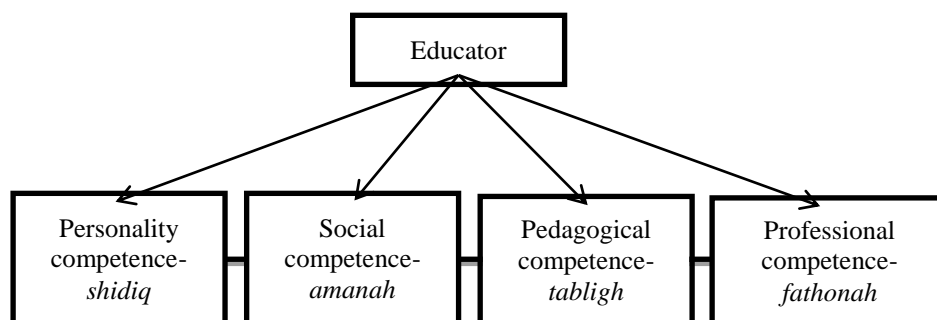 Educator
Personality
competence-
shidiq
Social
competence-
amanah
Pedagogical
competence-
tabligh
Professional
competence-
fathonah